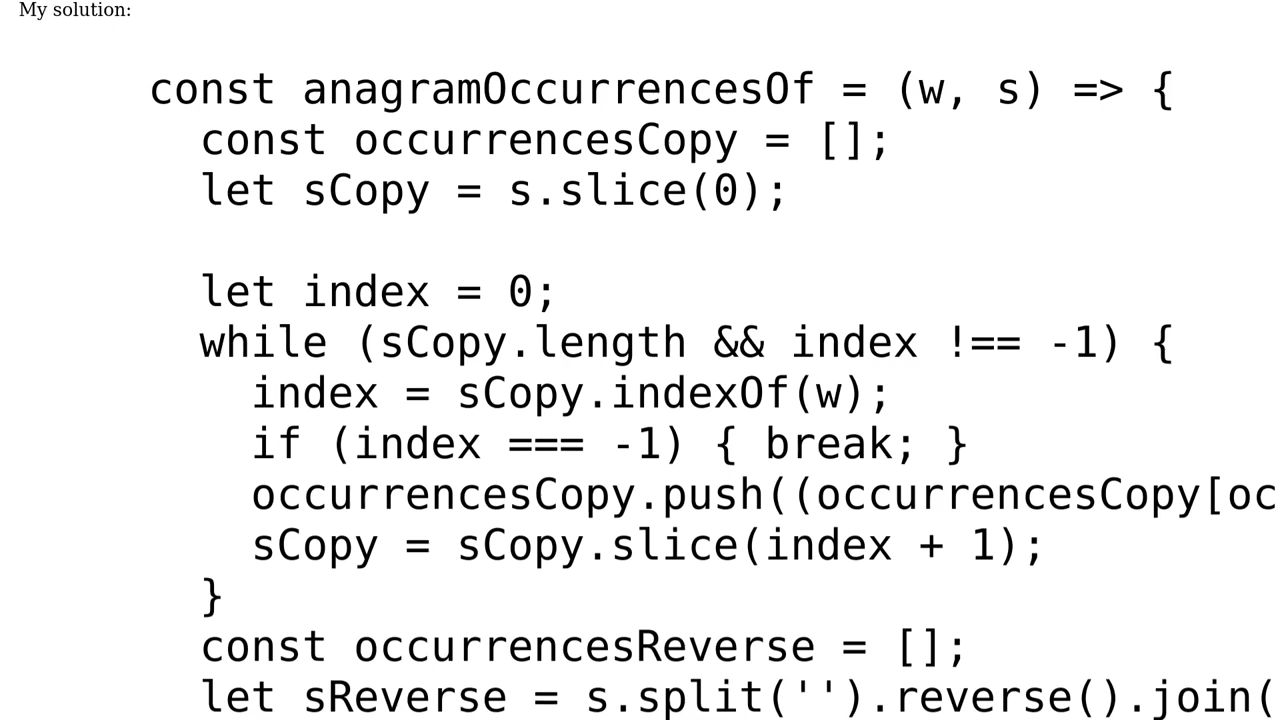 My solution:
const anagramOccurrencesOf = (w, s) => {
const occurrencesCopy = [];
let sCopy = s.slice(0);
let index = 0;
while (sCopy.length && index !== -1) {
index = sCopy.indexOf(w);
if (index === -1) { break; }
occurrencesCopy.push((occurrencesCopy[oc
sCopy = sCopy.slice(index + 1);
}
const occurrencesReverse = [];
let sReverse = s.split('').reverse().join(